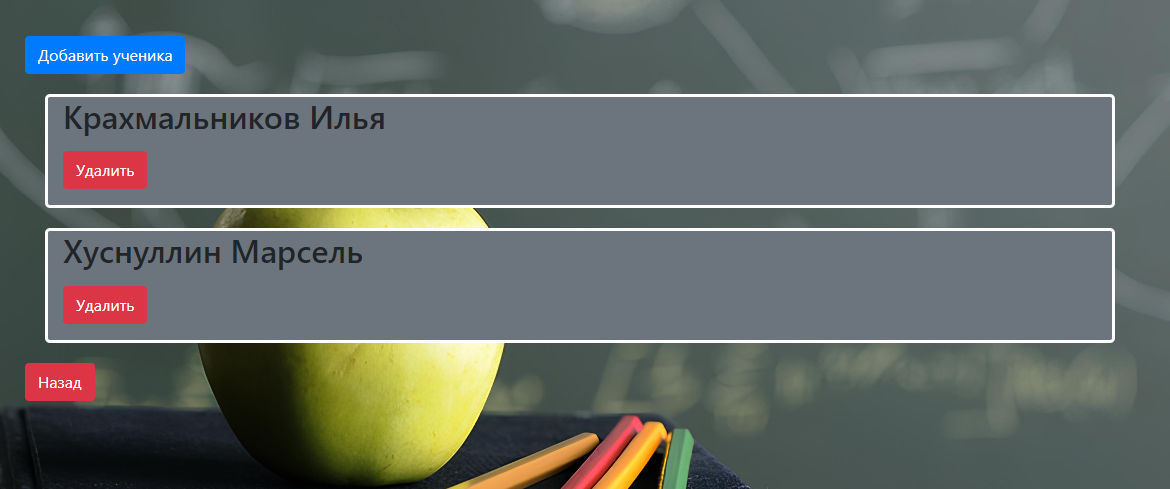 Добавить ученика
Крахмальников Илья
Удалить
Хуснуллин Марсель
Удалить
Назад